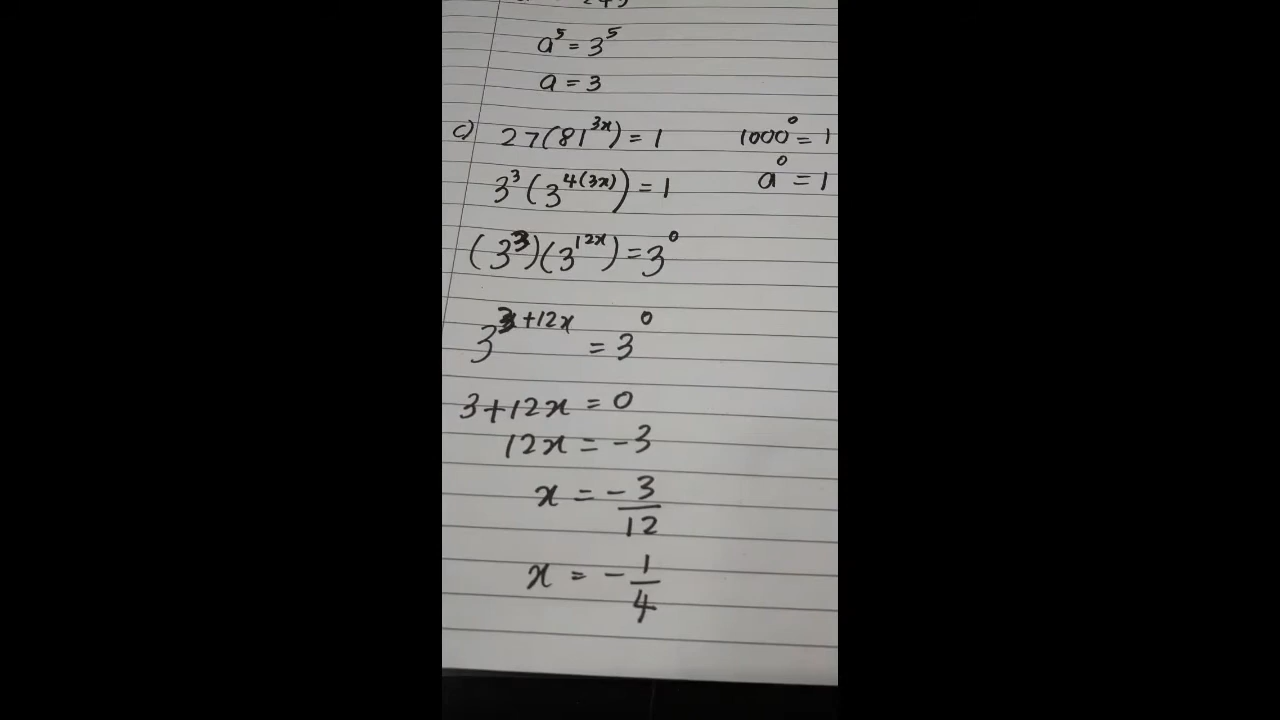 a⁵ = 3⁵
a = 3
c) 27(81³ˣ) = 1
1000⁰ = 1
3³(3⁴⁽³ˣ⁾) = 1
a⁰ = 1
(3³)(3¹²ˣ) = 3⁰
3³⁺¹²ˣ = 3⁰
3+12x = 0
12x = -3
x = -3/12
x = -1/4